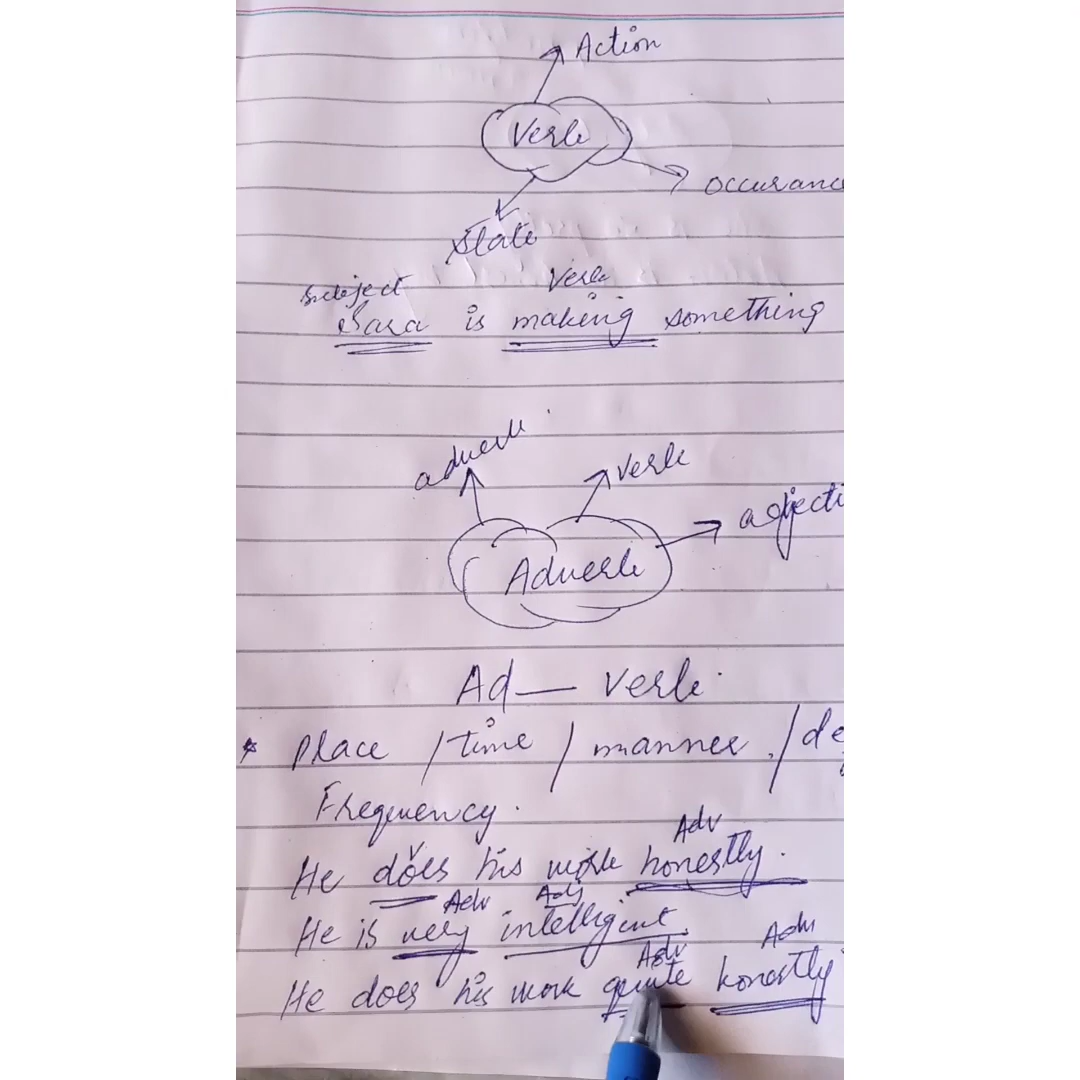 Action
Verb
occurance
State
subject Verb
Sara is making something
adverb verb
adjecti
Adverb
Ad — verb.
* Place / time / manner / de
Frequency.
V Adv
He does his work honestly.
Adv Adj
He is very intelligent.
Adv Adv
He does his work quite honestly